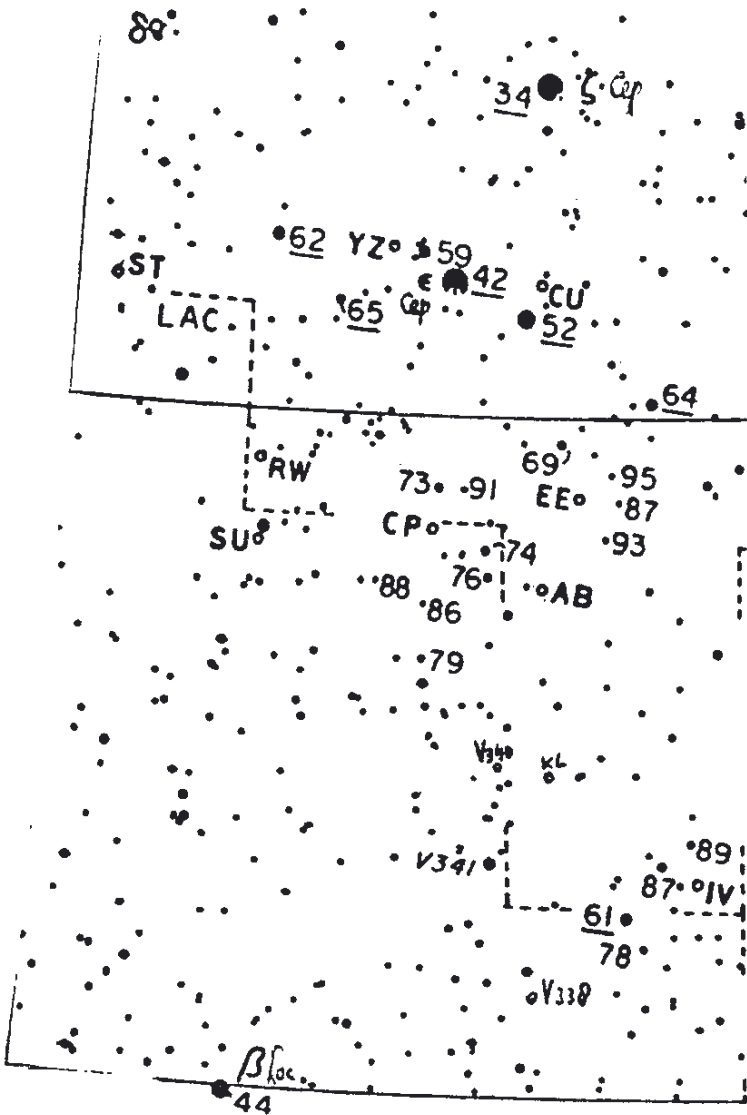 δ
34 ζ Cep
62 YZ 59
ST ε 42 CU
LAC 65 Cep 52
64
RW 69 95
73 91 EE 87
SU CP 74 93
88 76 AB
86
79
V340 KL
V341 89
87 IV
61
78
V338
β Lac
44